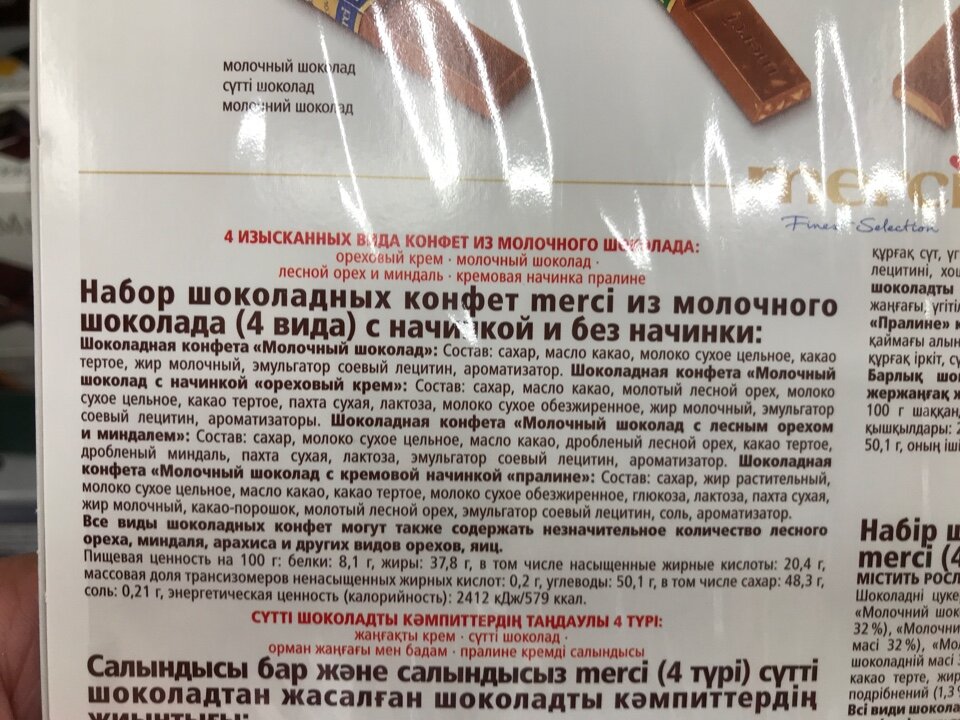 молочный шоколад
сүтті шоколад
молочний шоколад
merci
Finest Selection
4 ИЗЫСКАННЫХ ВИДА КОНФЕТ ИЗ МОЛОЧНОГО ШОКОЛАДА:
ореховый крем · молочный шоколад ·
лесной орех и миндаль · кремовая начинка пралине
Набор шоколадных конфет merci из молочного
шоколада (4 вида) с начинкой и без начинки:
Шоколадная конфета «Молочный шоколад»: Состав: сахар, масло какао, молоко сухое цельное, какао
тертое, жир молочный, эмульгатор соевый лецитин, ароматизатор. Шоколадная конфета «Молочный
шоколад с начинкой «ореховый крем»: Состав: сахар, масло какао, молотый лесной орех, молоко
сухое цельное, какао тертое, пахта сухая, лактоза, молоко сухое обезжиренное, жир молочный, эмульгатор
соевый лецитин, ароматизаторы. Шоколадная конфета «Молочный шоколад с лесным орехом
и миндалем»: Состав: сахар, молоко сухое цельное, масло какао, дробленый лесной орех, какао тертое,
дробленый миндаль, пахта сухая, лактоза, эмульгатор соевый лецитин, ароматизатор. Шоколадная
конфета «Молочный шоколад с кремовой начинкой «пралине»: Состав: сахар, жир растительный,
молоко сухое цельное, масло какао, какао тертое, молоко сухое обезжиренное, глюкоза, лактоза, пахта сухая,
жир молочный, какао-порошок, молотый лесной орех, эмульгатор соевый лецитин, соль, ароматизатор.
Все виды шоколадных конфет могут также содержать незначительное количество лесного
ореха, миндаля, арахиса и других видов орехов, яиц.
Пищевая ценность на 100 г: белки: 8,1 г, жиры: 37,8 г, в том числе насыщенные жирные кислоты: 20,4 г,
массовая доля трансизомеров ненасыщенных жирных кислот: 0,2 г, углеводы: 50,1 г, в том числе сахар: 48,3 г,
соль: 0,21 г, энергетическая ценность (калорийность): 2412 кДж/579 ккал.
СҮТТІ ШОКОЛАДТЫ КӘМПИТТЕРДІҢ ТАҢДАУЛЫ 4 ТҮРІ:
жаңғақты крем · сүтті шоколад ·
орман жаңғағы мен бадам · пралине кремді салындысы
Салындысы бар және салындысыз merci (4 түрі) сүтті
шоколадтан жасалған шоколадты кәмпиттердің
жиынтығы:
құрғақ сүт,
лецитині,
шоколадты
жаңғағы,
«Пралине»
қаймағы
құрғақ іркіт,
Барлық
жержаңғақ
100 г
қышқылдары:
50,1 г, оның
Набір
merci (4
МІСТИТЬ
Шоколадні
«Молочний
32 %), «Молочний
масі 32 %),
шоколадній масі
какао терте,
подрібнений (1,3
Всі види